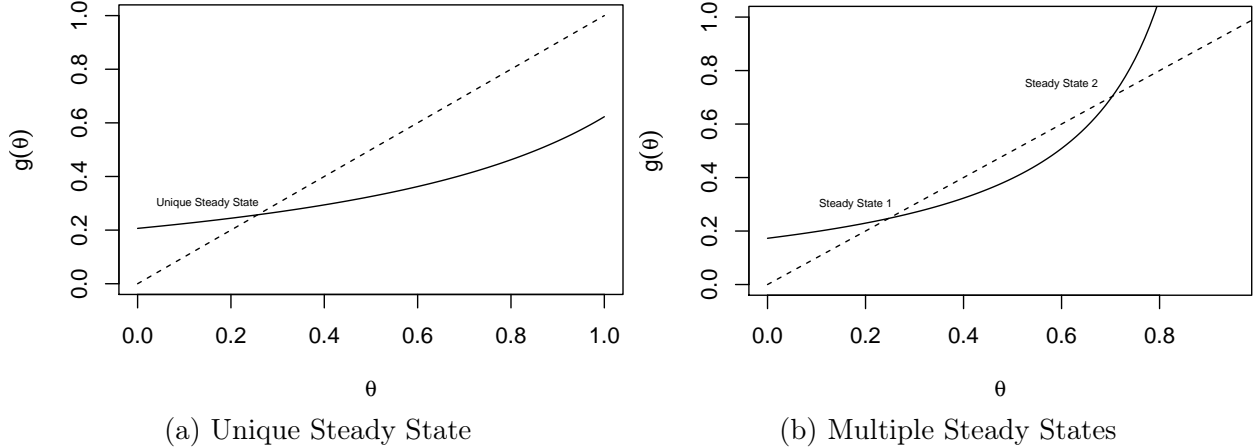 g(θ)
1.0
0.8
0.6
0.4
0.2
0.0
Unique Steady State
0.0 0.2 0.4 0.6 0.8 1.0
θ
(a) Unique Steady State
g(θ)
1.0
0.8
0.6
0.4
0.2
0.0
Steady State 2
Steady State 1
0.0 0.2 0.4 0.6 0.8
θ
(b) Multiple Steady States